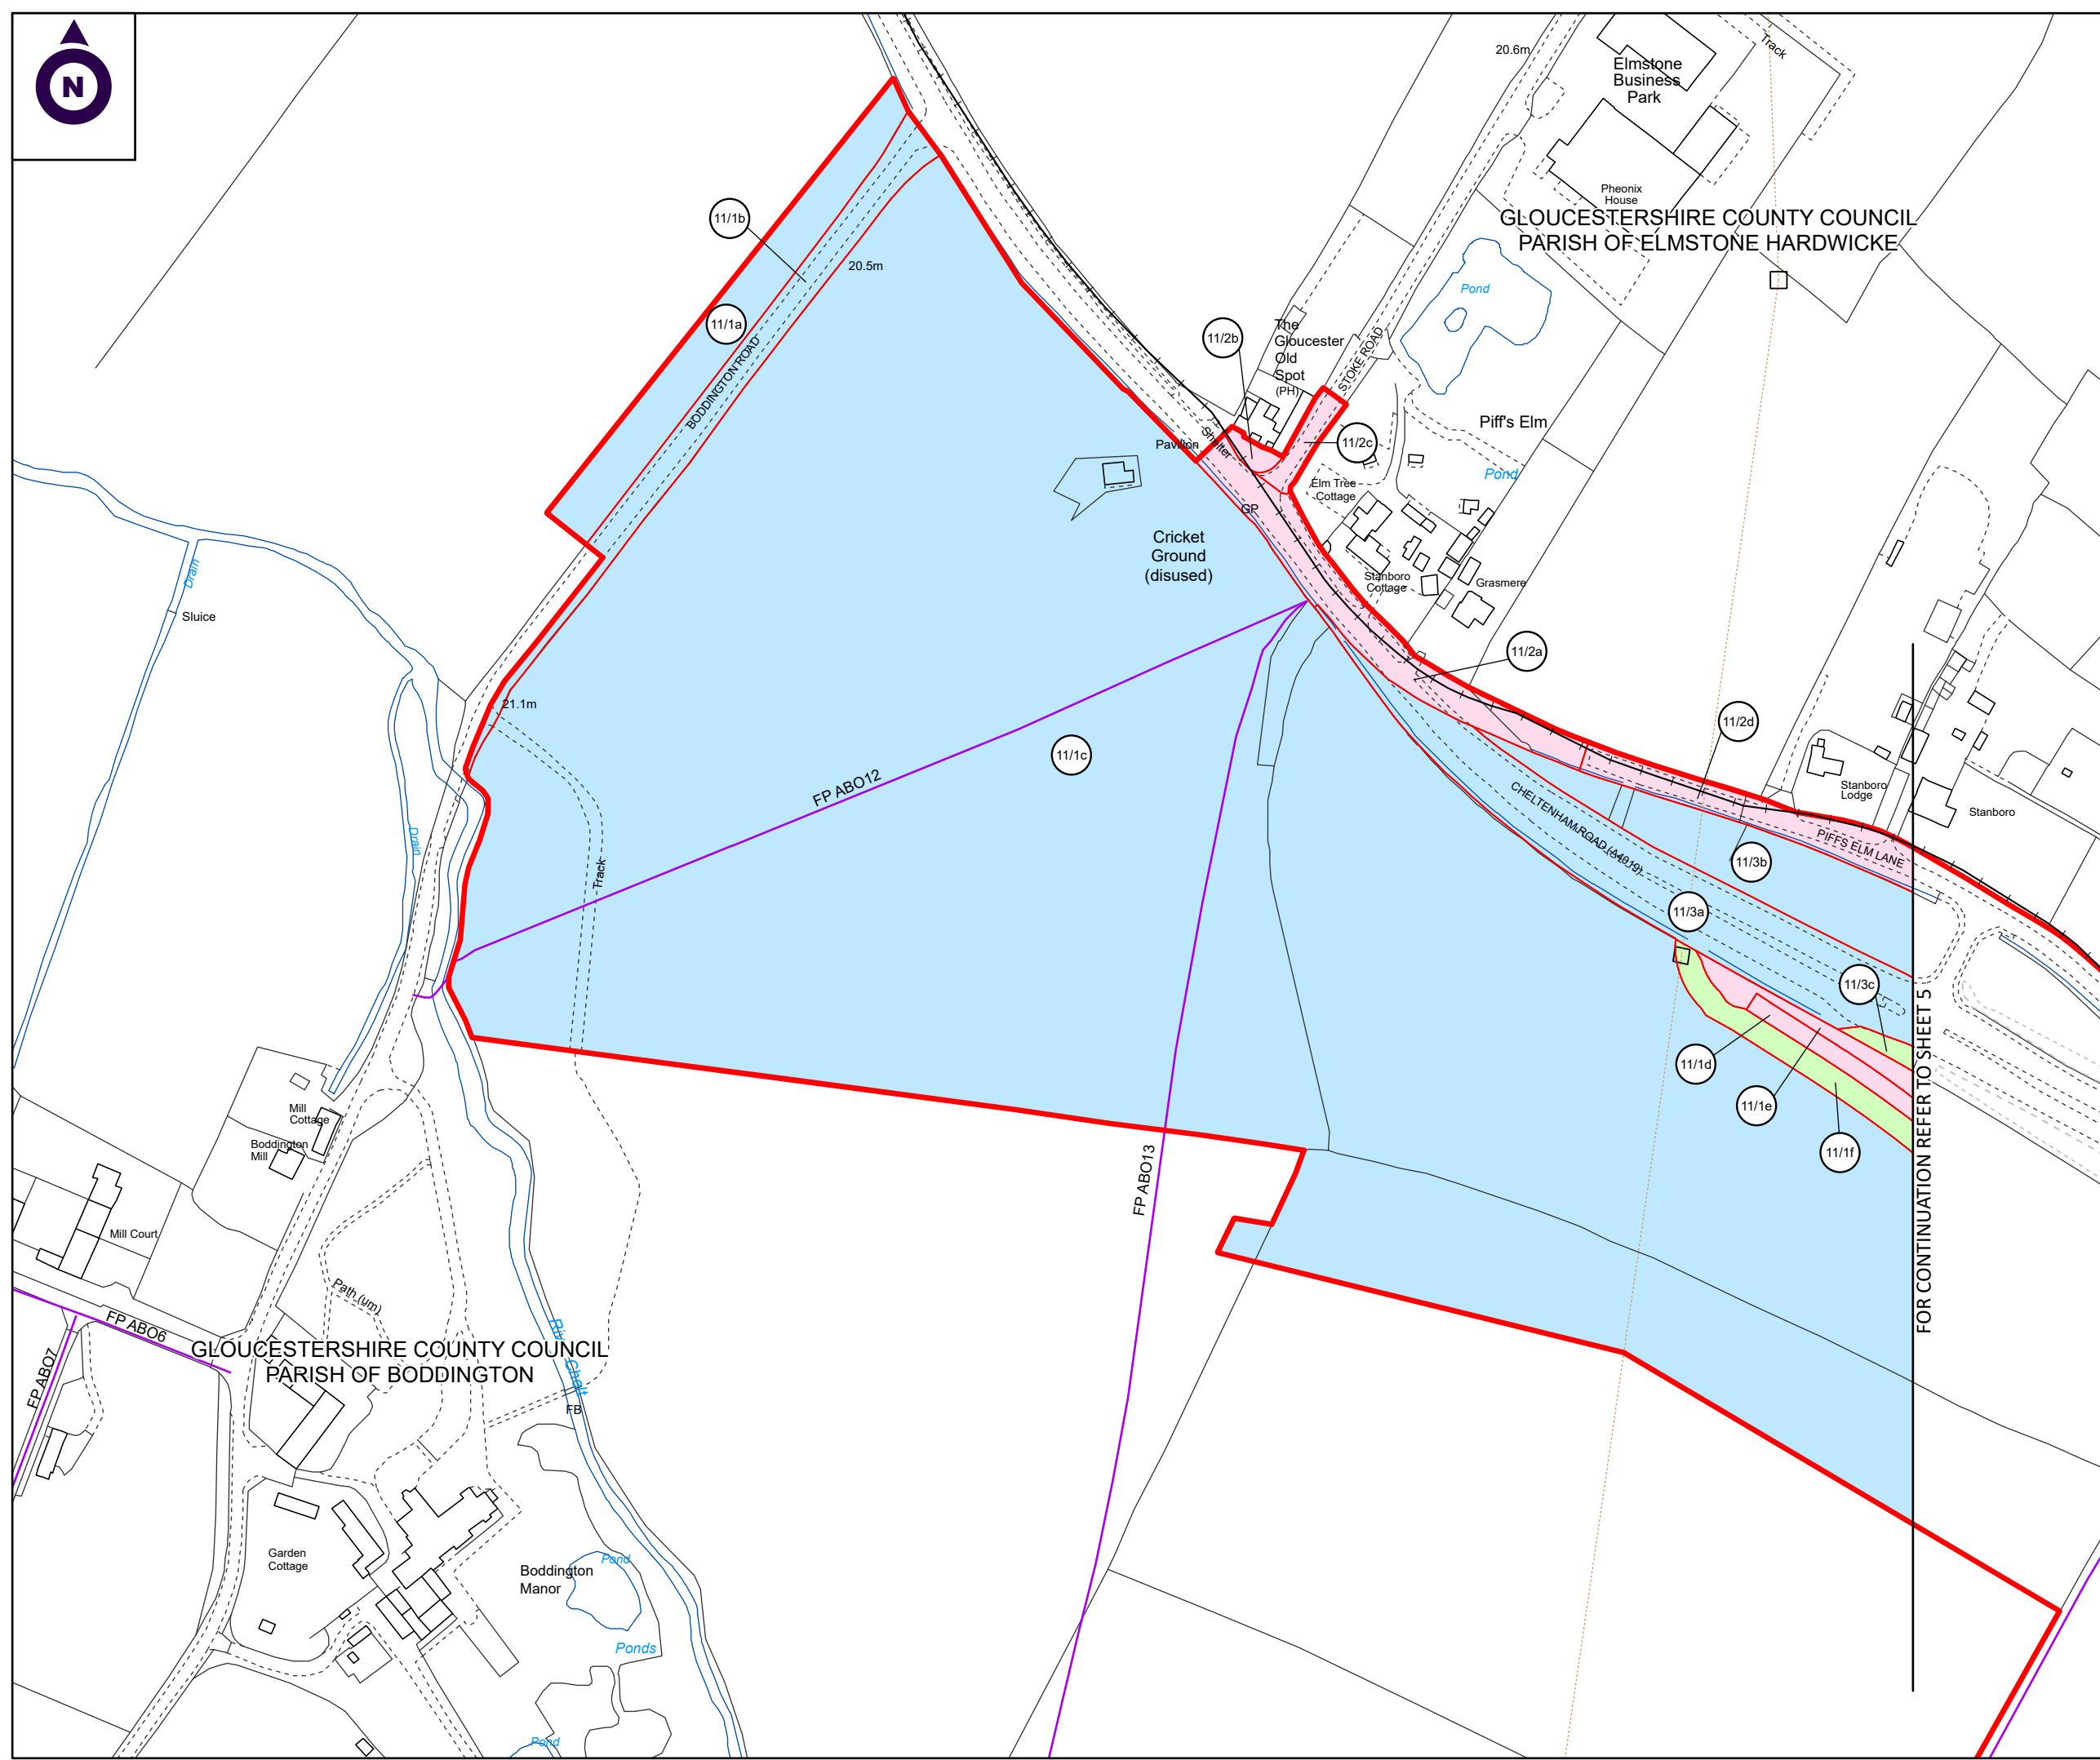 N
20.6m
Track
Elmstone
Business
Park
Pheonix
House
GLOUCESTERSHIRE COUNTY COUNCIL
PARISH OF ELMSTONE HARDWICKE
11/1b
20.5m
Pond
11/1a
BODDINGTON ROAD
11/2b
The
Gloucester
Old
Spot
(PH)
STOKE ROAD
Piff's Elm
Pavilion
Shelter
11/2c
Pond
Elm Tree
Cottage
GP
Cricket
Ground
(disused)
Stanboro
Cottage
Grasmere
Drain
Sluice
11/2a
21.1m
11/2d
11/1c
FP ABO12
Stanboro
Lodge
Stanboro
CHELTENHAM ROAD (A4019)
PIFFS ELM LANE
11/3b
Drain
Track
11/3a
11/3c
11/1d
11/1e
11/1f
FOR CONTINUATION REFER TO SHEET 5
Mill
Cottage
Boddington
Mill
FP ABO13
Mill Court
Path (um)
FP ABO6
River Chelt
GLOUCESTERSHIRE COUNTY COUNCIL
PARISH OF BODDINGTON
FP ABO7
FB
Garden
Cottage
Boddington
Manor
Pond
Ponds
Pond